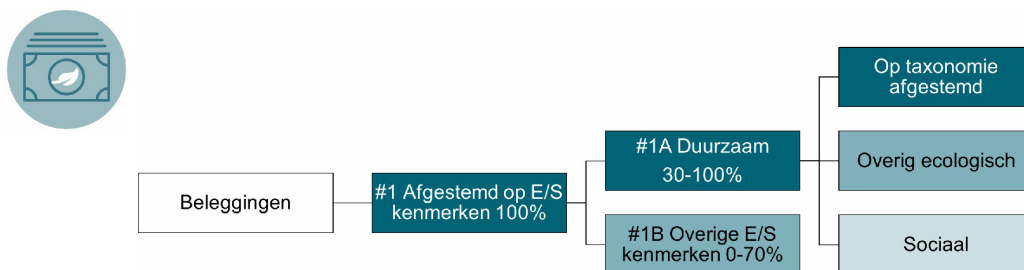 Beleggingen
#1 Afgestemd op E/S
kenmerken 100%
#1A Duurzaam
30-100%
#1B Overige E/S
kenmerken 0-70%
Op taxonomie
afgestemd
Overig ecologisch
Sociaal